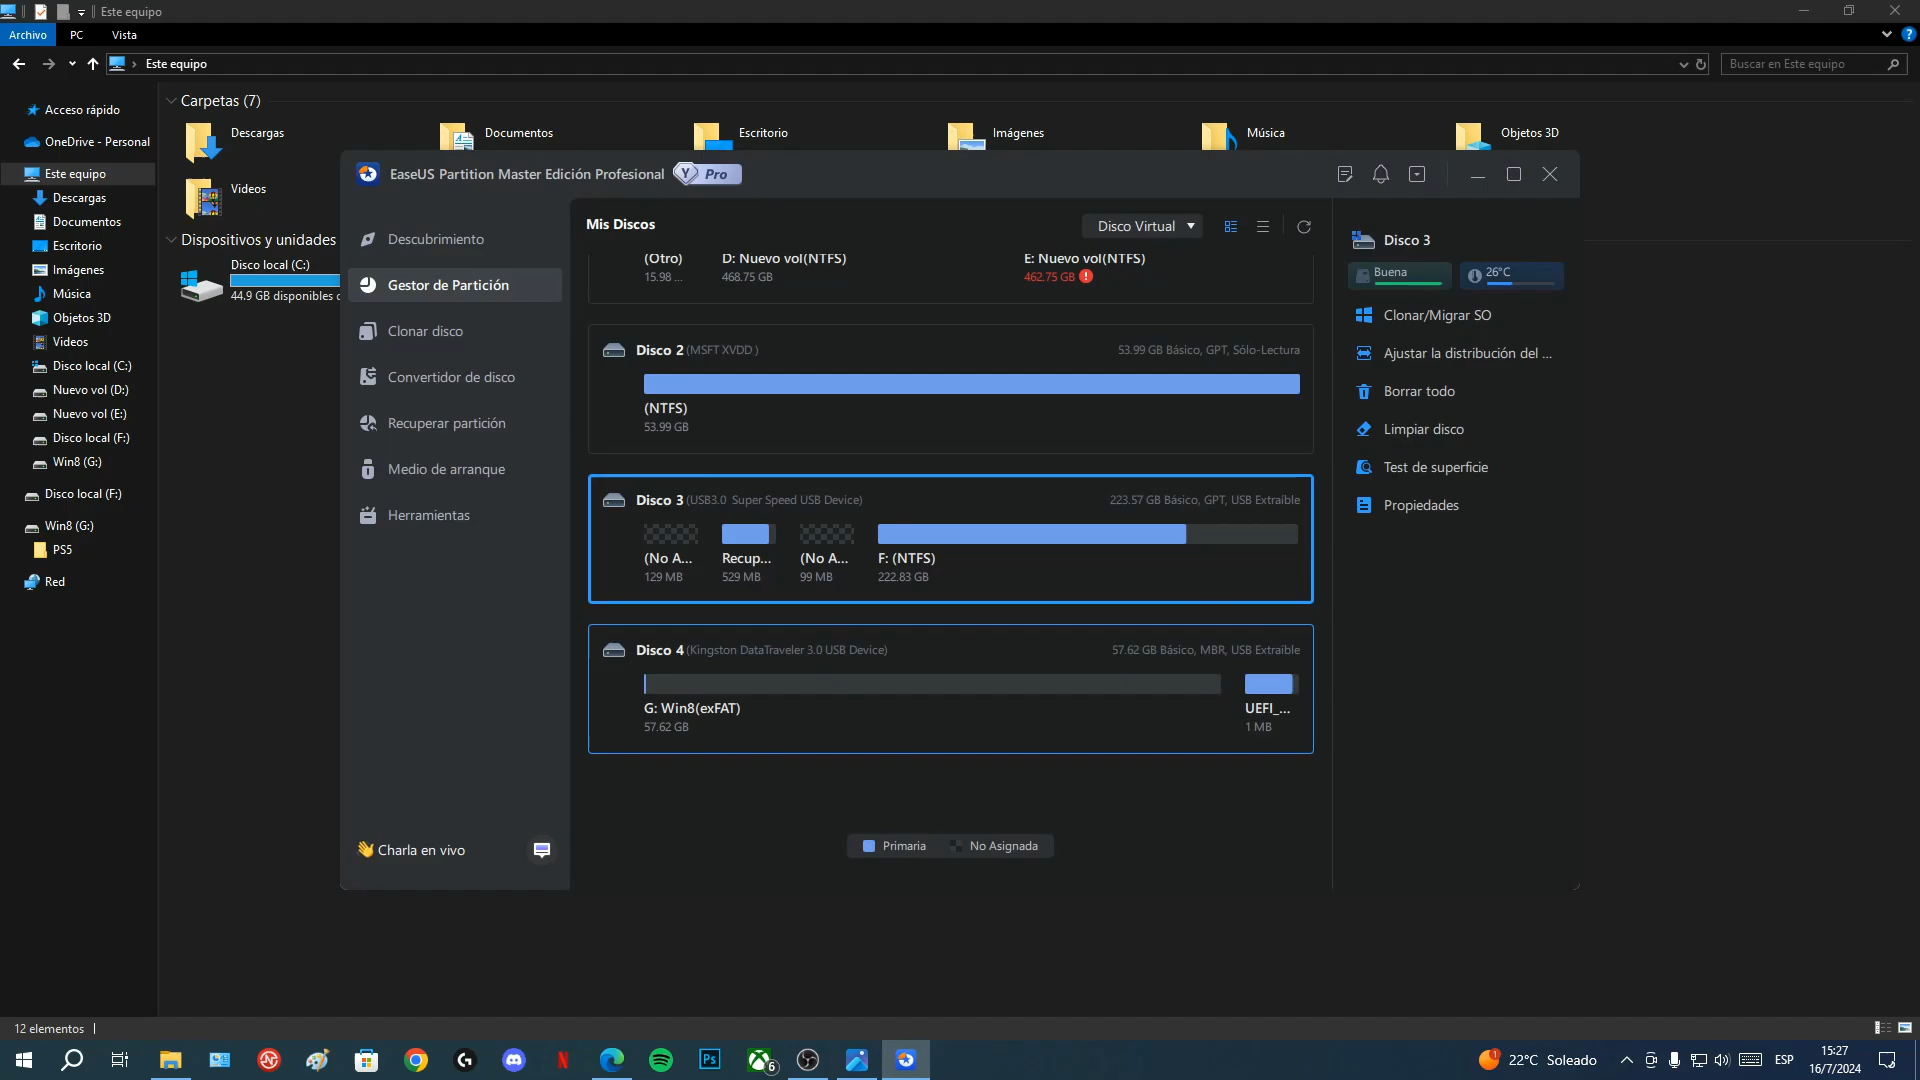 Este equipo
Archivo
PC
Vista
Este equipo
Buscar en Este equipo
Acceso rápido
OneDrive - Personal
Este equipo
Descargas
Documentos
Escritorio
Imágenes
Música
Objetos 3D
Videos
Disco local (C:)
Nuevo vol (D:)
Nuevo vol (E:)
Disco local (F:)
Win8 (G:)
Disco local (F:)
Win8 (G:)
PS5
Red
Carpetas (7)
Descargas
Documentos
Escritorio
Imágenes
Música
Objetos 3D
Videos
Dispositivos y unidades
Disco local (C:)
44.9 GB disponibles
EaseUS Partition Master Edición Profesional
Y Pro
Descubrimiento
Gestor de Partición
Clonar disco
Convertidor de disco
Recuperar partición
Medio de arranque
Herramientas
👋 Charla en vivo
Mis Discos
Disco Virtual
(Otro)
15.98 ...
D: Nuevo vol(NTFS)
468.75 GB
E: Nuevo vol(NTFS)
462.75 GB
Disco 2 (MSFT XVDD )
53.99 GB Básico, GPT, Sólo-Lectura
(NTFS)
53.99 GB
Disco 3 (USB3.0 Super Speed USB Device)
223.57 GB Básico, GPT, USB Extraíble
(No A...
129 MB
Recup...
529 MB
(No A...
99 MB
F: (NTFS)
222.83 GB
Disco 4 (Kingston DataTraveler 3.0 USB Device)
57.62 GB Básico, MBR, USB Extraíble
G: Win8(exFAT)
57.62 GB
UEFI_...
1 MB
Primaria
No Asignada
Disco 3
Buena
26°C
Clonar/Migrar SO
Ajustar la distribución del ...
Borrar todo
Limpiar disco
Test de superficie
Propiedades
12 elementos
Ps
6
1
22°C Soleado
ESP
15:27
16/7/2024